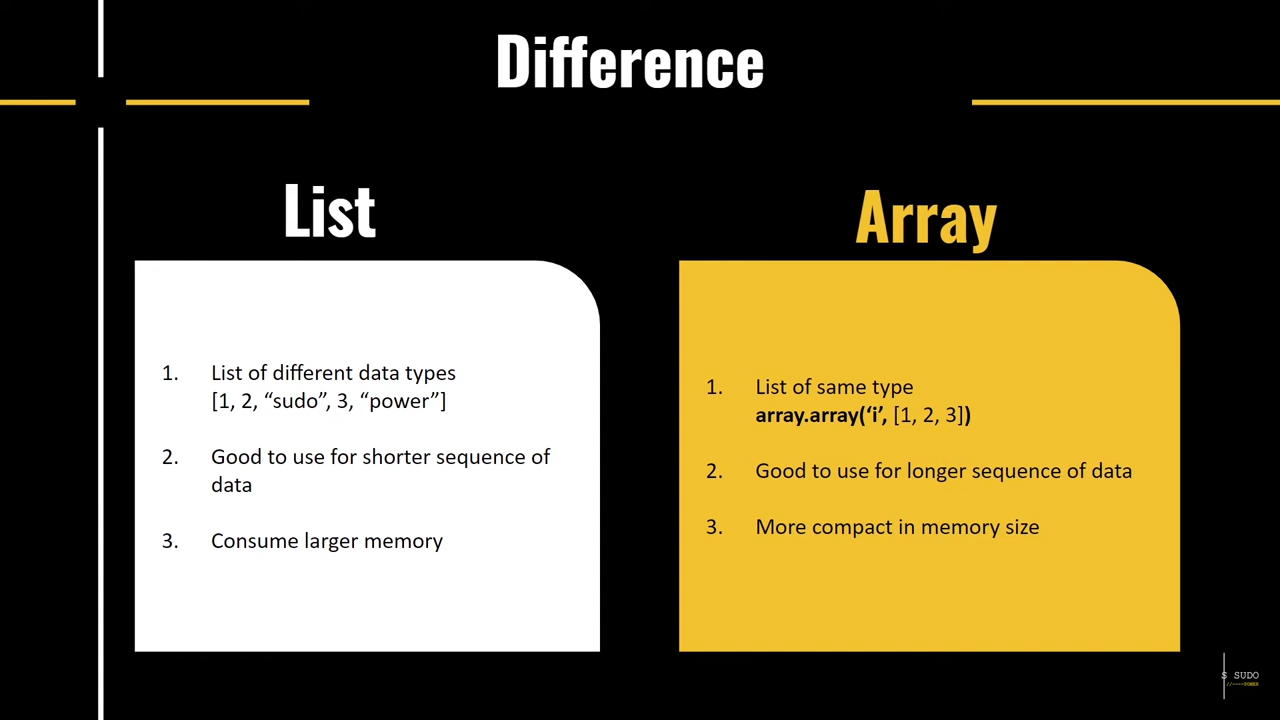 Difference
List
1. List of different data types
[1, 2, “sudo”, 3, “power”]
2. Good to use for shorter sequence of
data
3. Consume larger memory
Array
1. List of same type
array.array(‘i’, [1, 2, 3])
2. Good to use for longer sequence of data
3. More compact in memory size
S SUDO